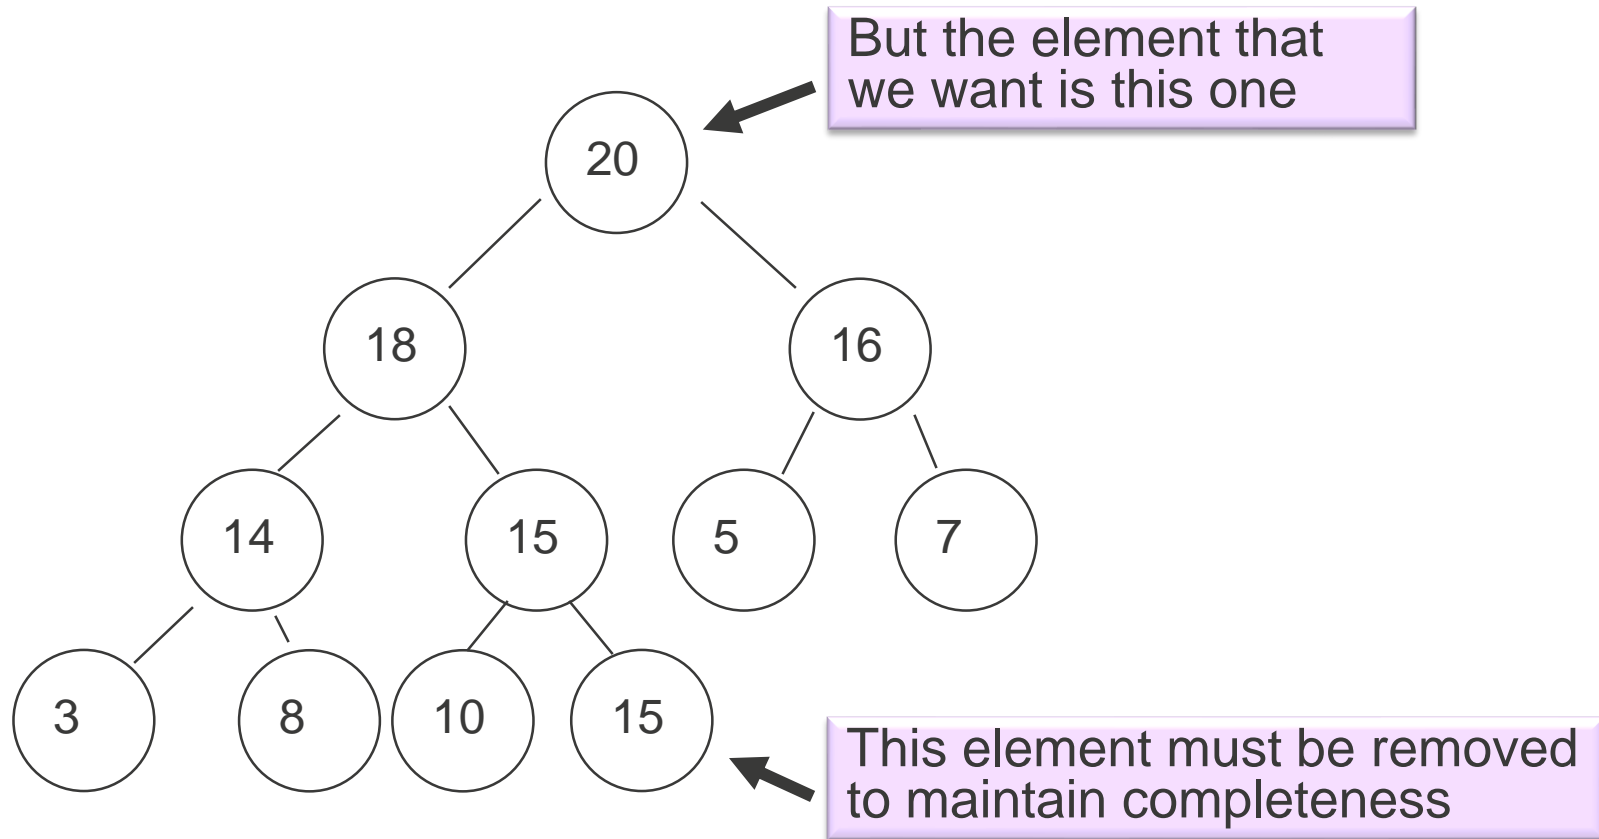 But the element that
we want is this one
20
18
16
14
15
5
7
3
8
10
15
This element must be removed
to maintain completeness